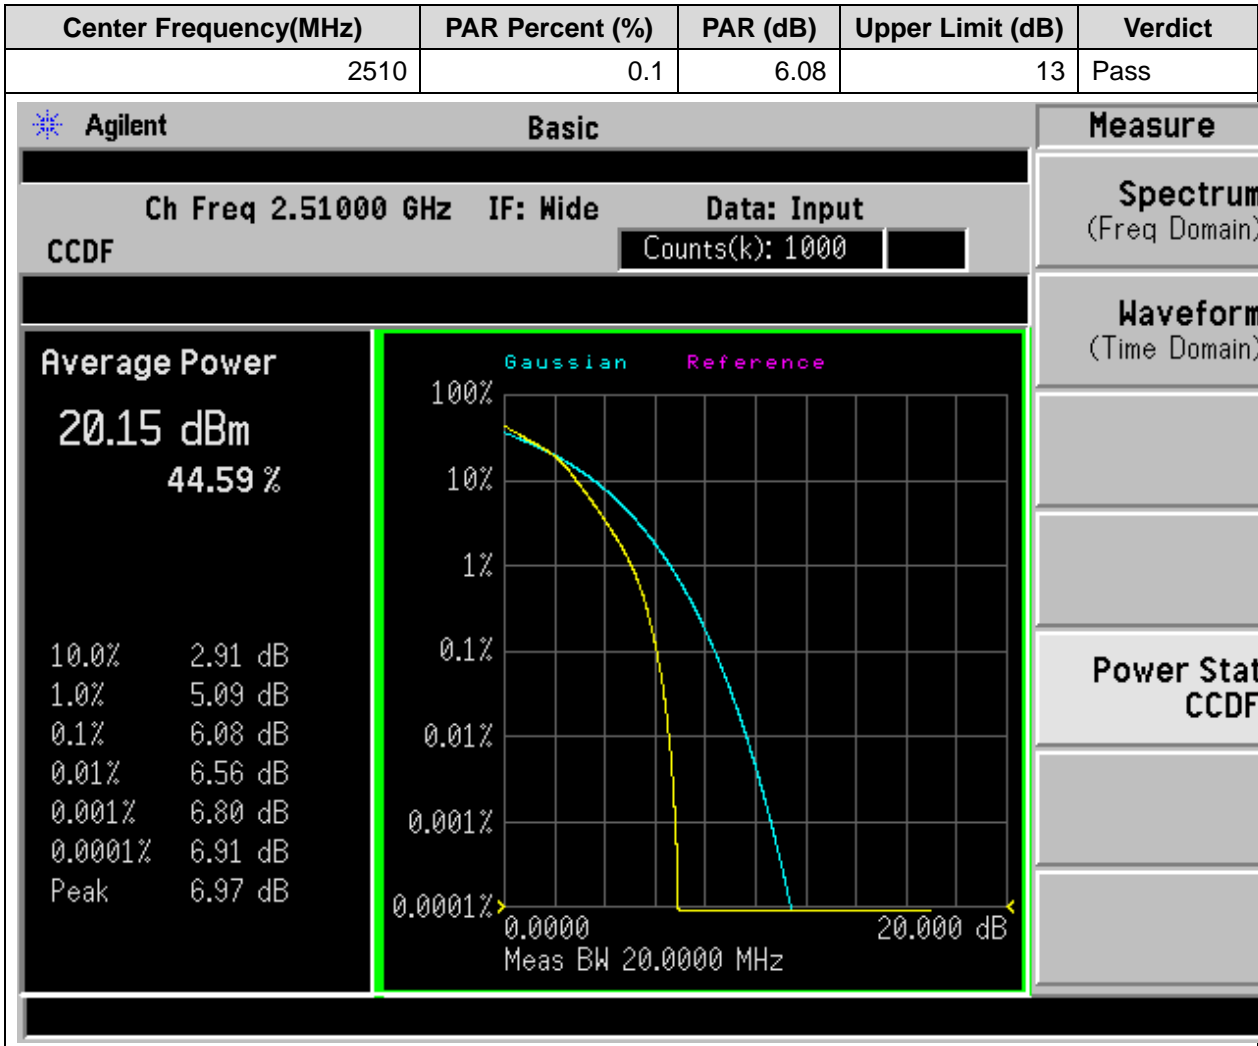 Center Frequency(MHz) PAR Percent (%) PAR (dB) Upper Limit (dB) Verdict
2510 0.1 6.08 13 Pass
Agilent Basic Measure
Ch Freq 2.51000 GHz IF: Wide Data: Input
CCDF Counts(k): 1000
Spectrum
(Freq Domain)
Waveform
(Time Domain)
Power Stat
CCDF
Average Power
20.15 dBm
44.59 %
10.0% 2.91 dB
1.0% 5.09 dB
0.1% 6.08 dB
0.01% 6.56 dB
0.001% 6.80 dB
0.0001% 6.91 dB
Peak 6.97 dB
Gaussian Reference
100%
10%
1%
0.1%
0.01%
0.001%
0.0001%
0.0000 20.000 dB
Meas BW 20.0000 MHz